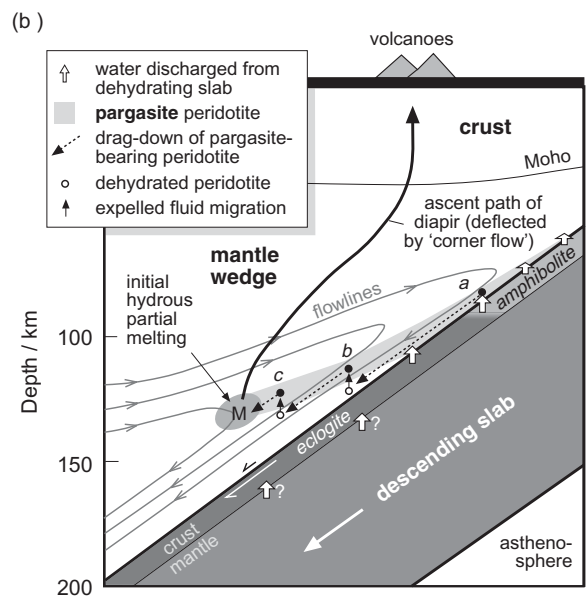 (b )
volcanoes
water discharged from
dehydrating slab
pargasite peridotite
drag-down of pargasite-
bearing peridotite
dehydrated peridotite
expelled fluid migration
crust
Moho
ascent path of
diapir (deflected
by ‘corner flow’)
mantle
wedge
initial
hydrous
partial
melting
flowlines
a
amphibolite
100
b
c
M
Depth / km
eclogite
?
150
?
descending slab
crust
mantle
astheno-
sphere
200